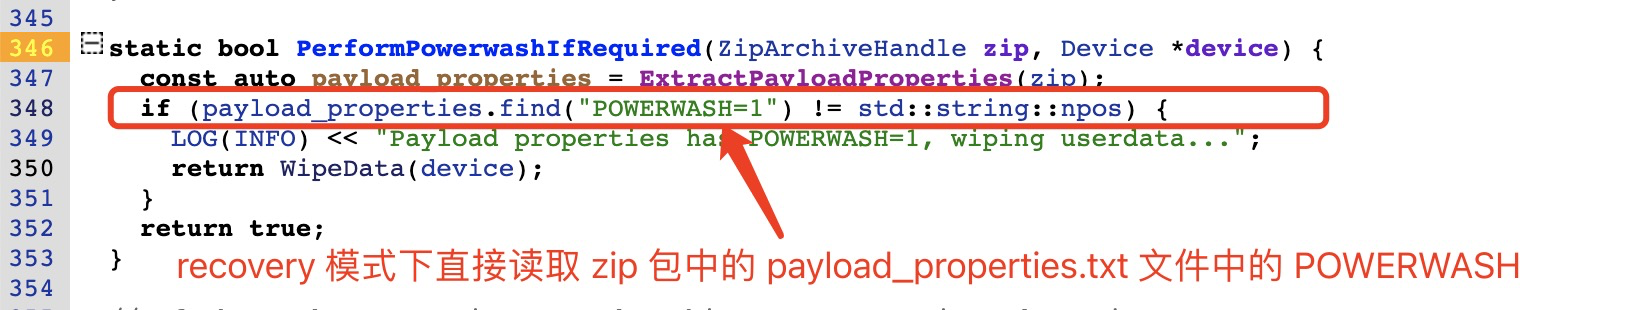 345
346 static bool PerformPowerwashIfRequired(ZipArchiveHandle zip, Device *device) {
347 const auto payload_properties = ExtractPayloadProperties(zip);
348 if (payload_properties.find("POWERWASH=1") != std::string::npos) {
349 LOG(INFO) << "Payload properties has POWERWASH=1, wiping userdata...";
350 return WipeData(device);
351 }
352 return true;
353 }
recovery 模式下直接读取 zip 包中的 payload_properties.txt 文件中的 POWERWASH
354